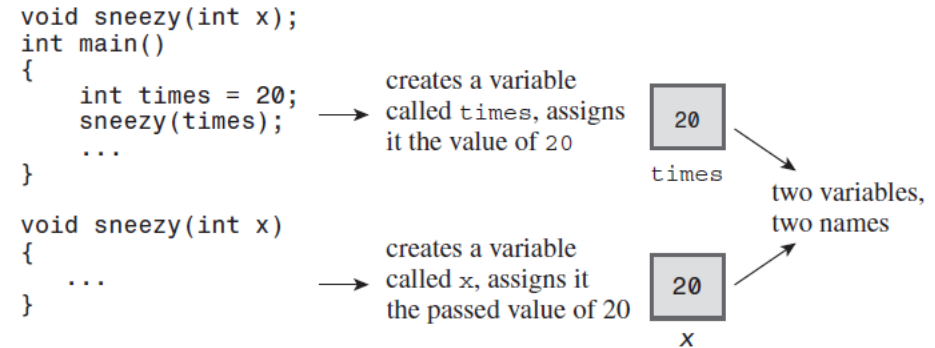 void sneezy(int x);
int main()
{
int times = 20;
sneezy(times);
...
}
creates a variable
called times, assigns
it the value of 20
20
times
void sneezy(int x)
{
...
}
creates a variable
called x, assigns it
the passed value of 20
20
x
two variables,
two names